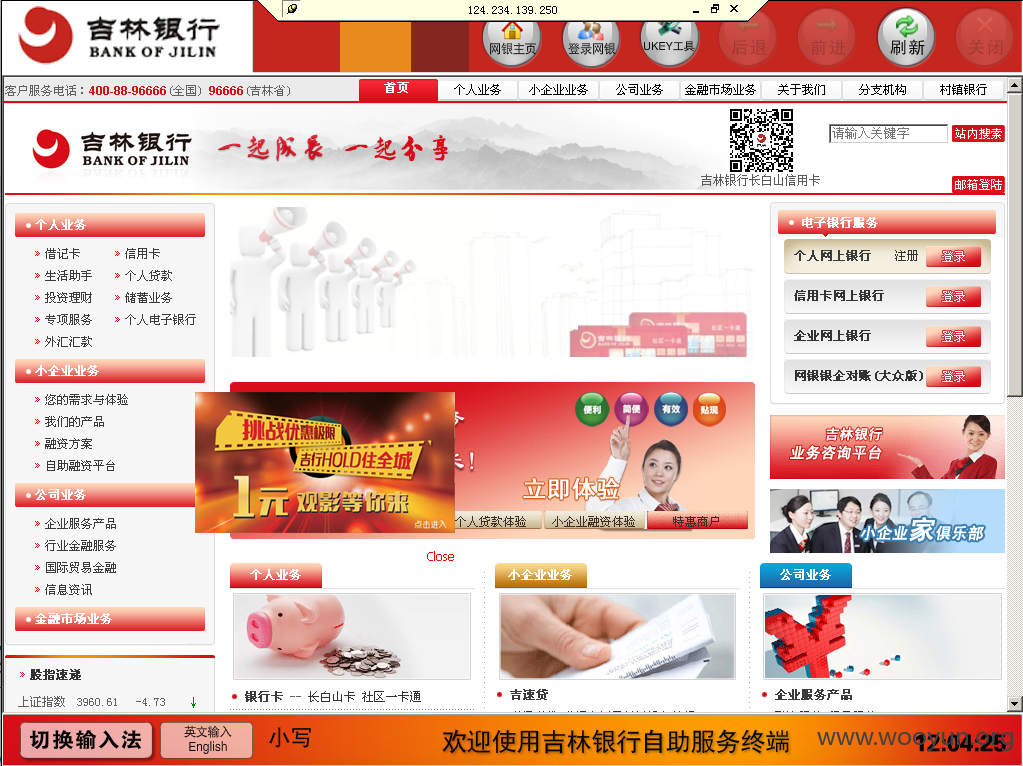 吉林银行
BANK OF JILIN
124.234.139.250
网银主页
登录网银
UKEY工具
后退
前进
刷新
关闭
客户服务电话：400-88-96666(全国) 96666(吉林省)
首页 个人业务 小企业业务 公司业务 金融市场业务 关于我们 分支机构 村镇银行
吉林银行
BANK OF JILIN
一起成长 一起分享
吉林银行长白山信用卡
请输入关键字
站内搜索
邮箱登陆
个人业务
借记卡 信用卡
生活助手 个人贷款
投资理财 储蓄业务
专项服务 个人电子银行
外汇汇款
小企业业务
您的需求与体验
我们的产品
融资方案
自助融资平台
公司业务
企业服务产品
行业金融服务
国际贸易金融
信息资讯
金融市场业务
股指速递
上证指数 3960.61 -4.73 ↓
社区一卡通
便利 简便 有效 贴现
立即体验
个人贷款体验 小企业融资体验 特惠商户
挑战优惠极限
吉行HOLD住全城
1元 观影等你来
点击进入
Close
电子银行服务
个人网上银行 注册 登录
信用卡网上银行 登录
企业网上银行 登录
网银银企对账(大众版) 登录
吉林银行
业务咨询平台
小企业家俱乐部
个人业务
银行卡 -- 长白山卡 社区一卡通
小企业业务
吉速贷
公司业务
企业服务产品
切换输入法
英文输入
English
小写
欢迎使用吉林银行自助服务终端
www.wooyun.org
12:04:25